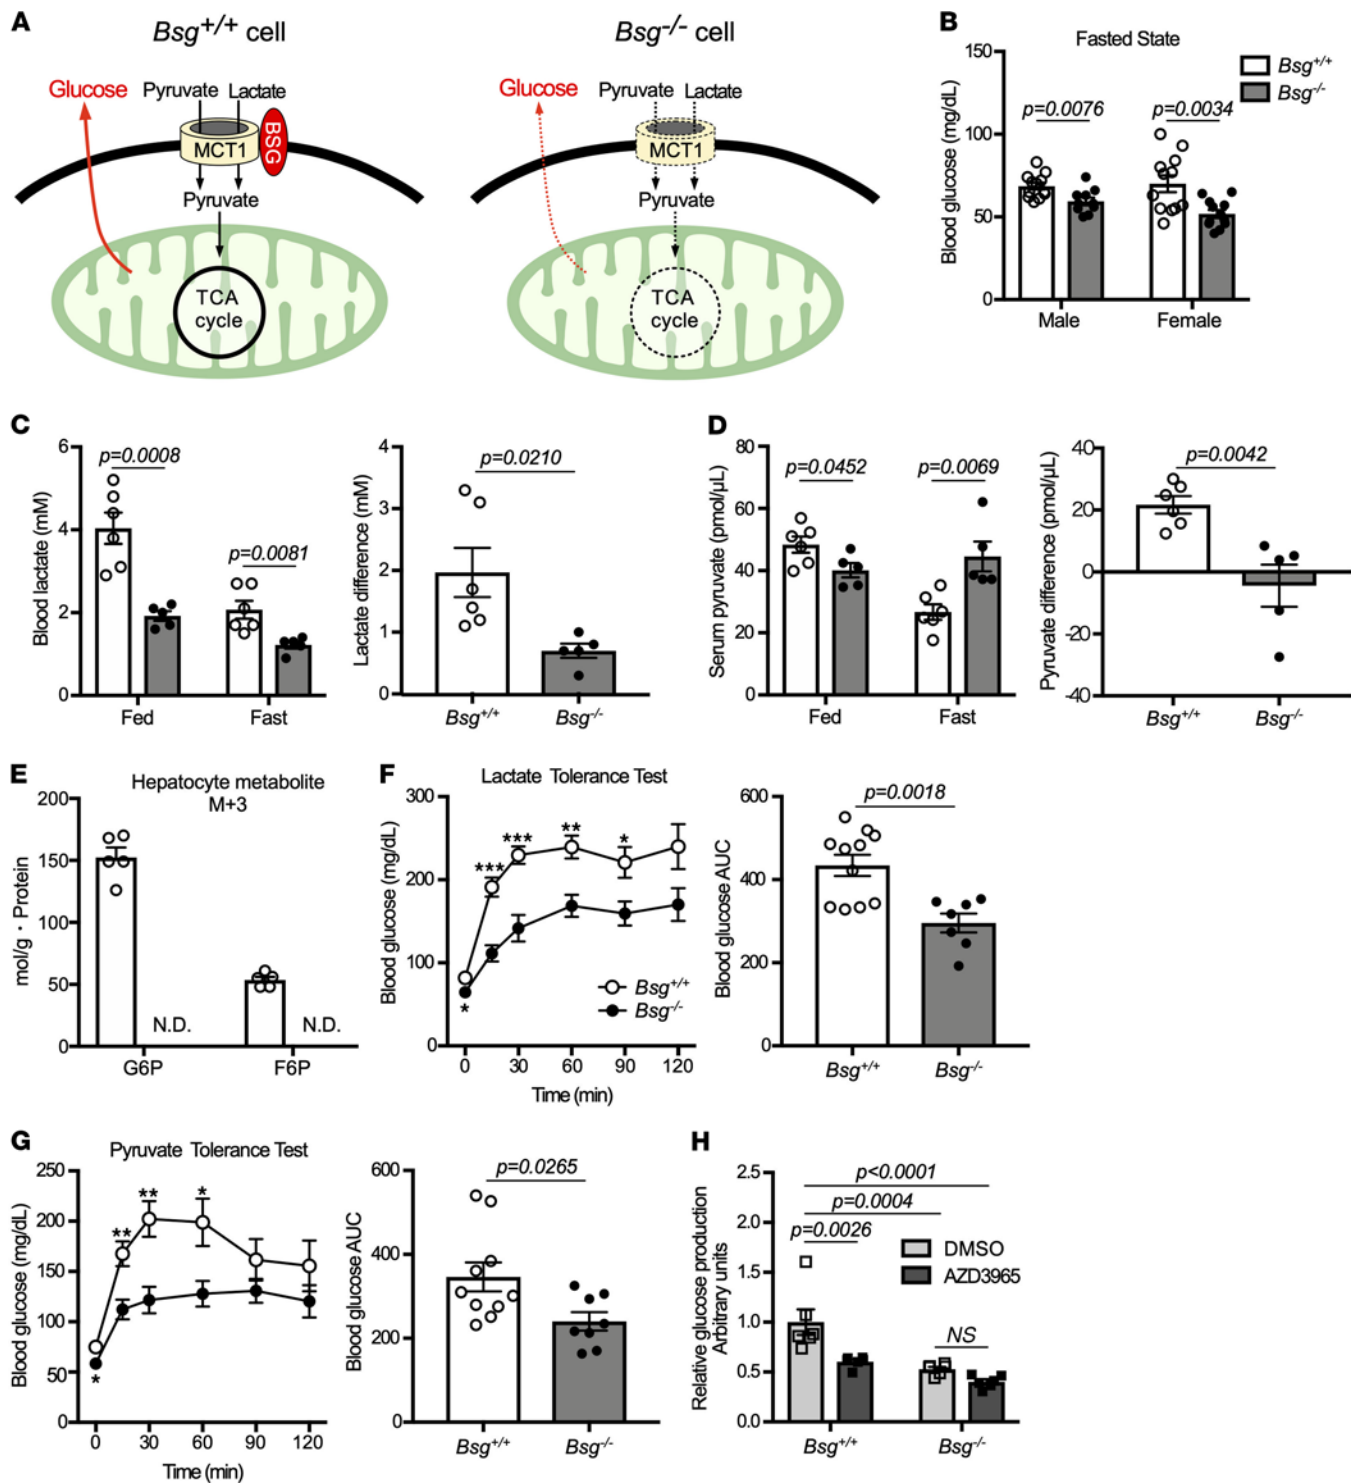 A
Bsg+/+ cell
Bsg-/- cell
Glucose
Pyruvate
Lactate
MCT1
BSG
Pyruvate
TCA
cycle
Glucose
Pyruvate
Lactate
MCT1
Pyruvate
TCA
cycle
B
Fasted State
Bsg+/+
Bsg-/-
Blood glucose (mg/dL)
150
100
50
0
p=0.0076
p=0.0034
Male
Female
C
Blood lactate (mM)
6
4
2
0
p=0.0008
p=0.0081
Fed
Fast
Lactate difference (mM)
4
3
2
1
0
p=0.0210
Bsg+/+
Bsg-/-
D
Serum pyruvate (pmol/µL)
80
60
40
20
0
p=0.0452
p=0.0069
Fed
Fast
Pyruvate difference (pmol/µL)
40
20
0
-20
-40
p=0.0042
Bsg+/+
Bsg-/-
E
Hepatocyte metabolite
M+3
mol/g・Protein
200
150
100
50
0
N.D.
N.D.
G6P
F6P
F
Lactate Tolerance Test
Blood glucose (mg/dL)
300
200
100
0
***
***
**
*
*
Bsg+/+
Bsg-/-
0 30 60 90 120
Time (min)
Blood glucose AUC
600
400
200
0
p=0.0018
Bsg+/+
Bsg-/-
G
Pyruvate Tolerance Test
Blood glucose (mg/dL)
250
200
150
100
50
0
**
**
*
*
0 30 60 90 120
Time (min)
Blood glucose AUC
600
400
200
0
p=0.0265
Bsg+/+
Bsg-/-
H
Relative glucose production
Arbitrary units
2.5
2.0
1.5
1.0
0.5
0.0
p<0.0001
p=0.0004
p=0.0026
DMSO
AZD3965
NS
Bsg+/+
Bsg-/-